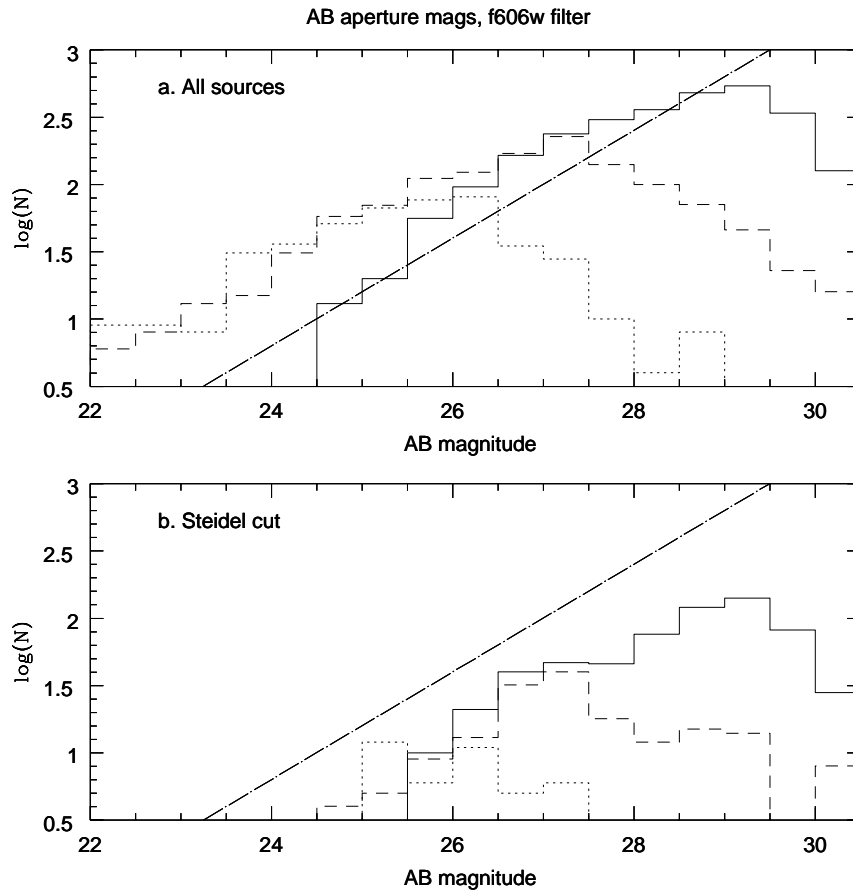 AB aperture mags, f606w filter
3
a. All sources
2.5
2
log(N)
1.5
1
0.5
22 24 26 28 30
AB magnitude
3
b. Steidel cut
2.5
2
log(N)
1.5
1
0.5
22 24 26 28 30
AB magnitude